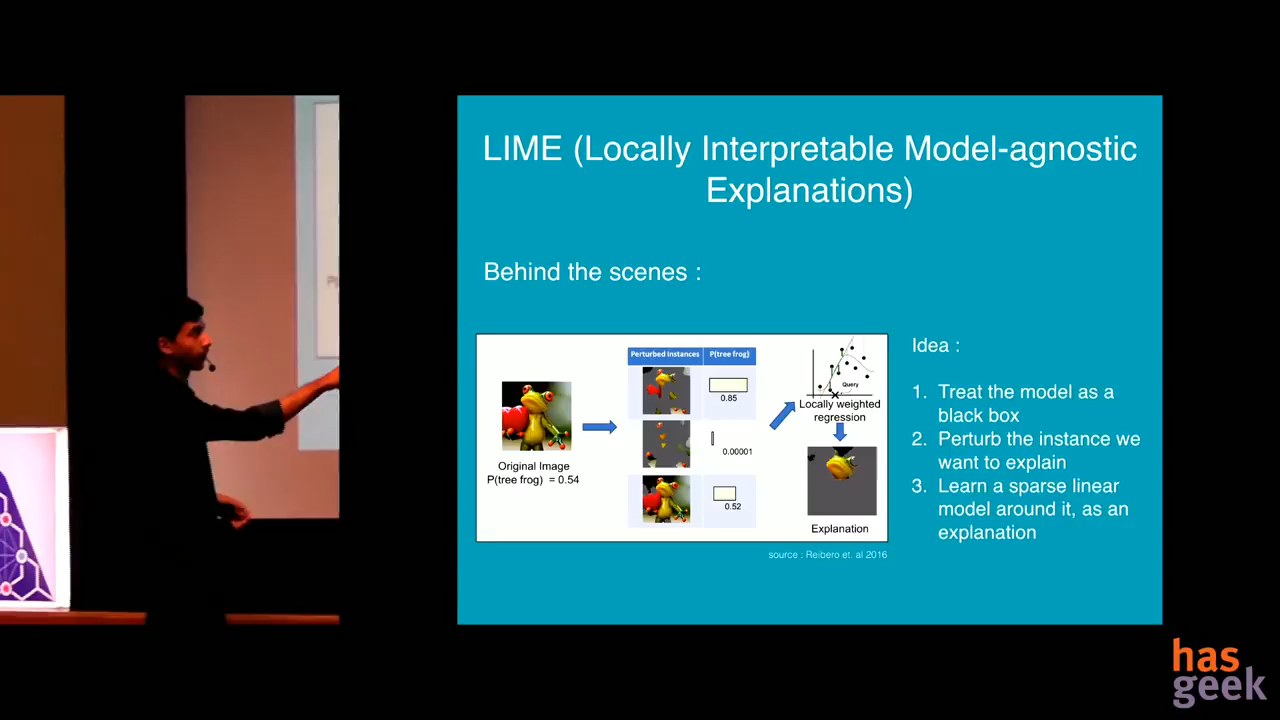 LIME (Locally Interpretable Model-agnostic
Explanations)
Behind the scenes :
Original Image
P(tree frog) = 0.54
Perturbed Instances P(tree frog)
0.85
0.00001
0.52
Query
Locally weighted
regression
Explanation
source : Reibero et. al 2016
Idea :
1. Treat the model as a
black box
2. Perturb the instance we
want to explain
3. Learn a sparse linear
model around it, as an
explanation
has
geek